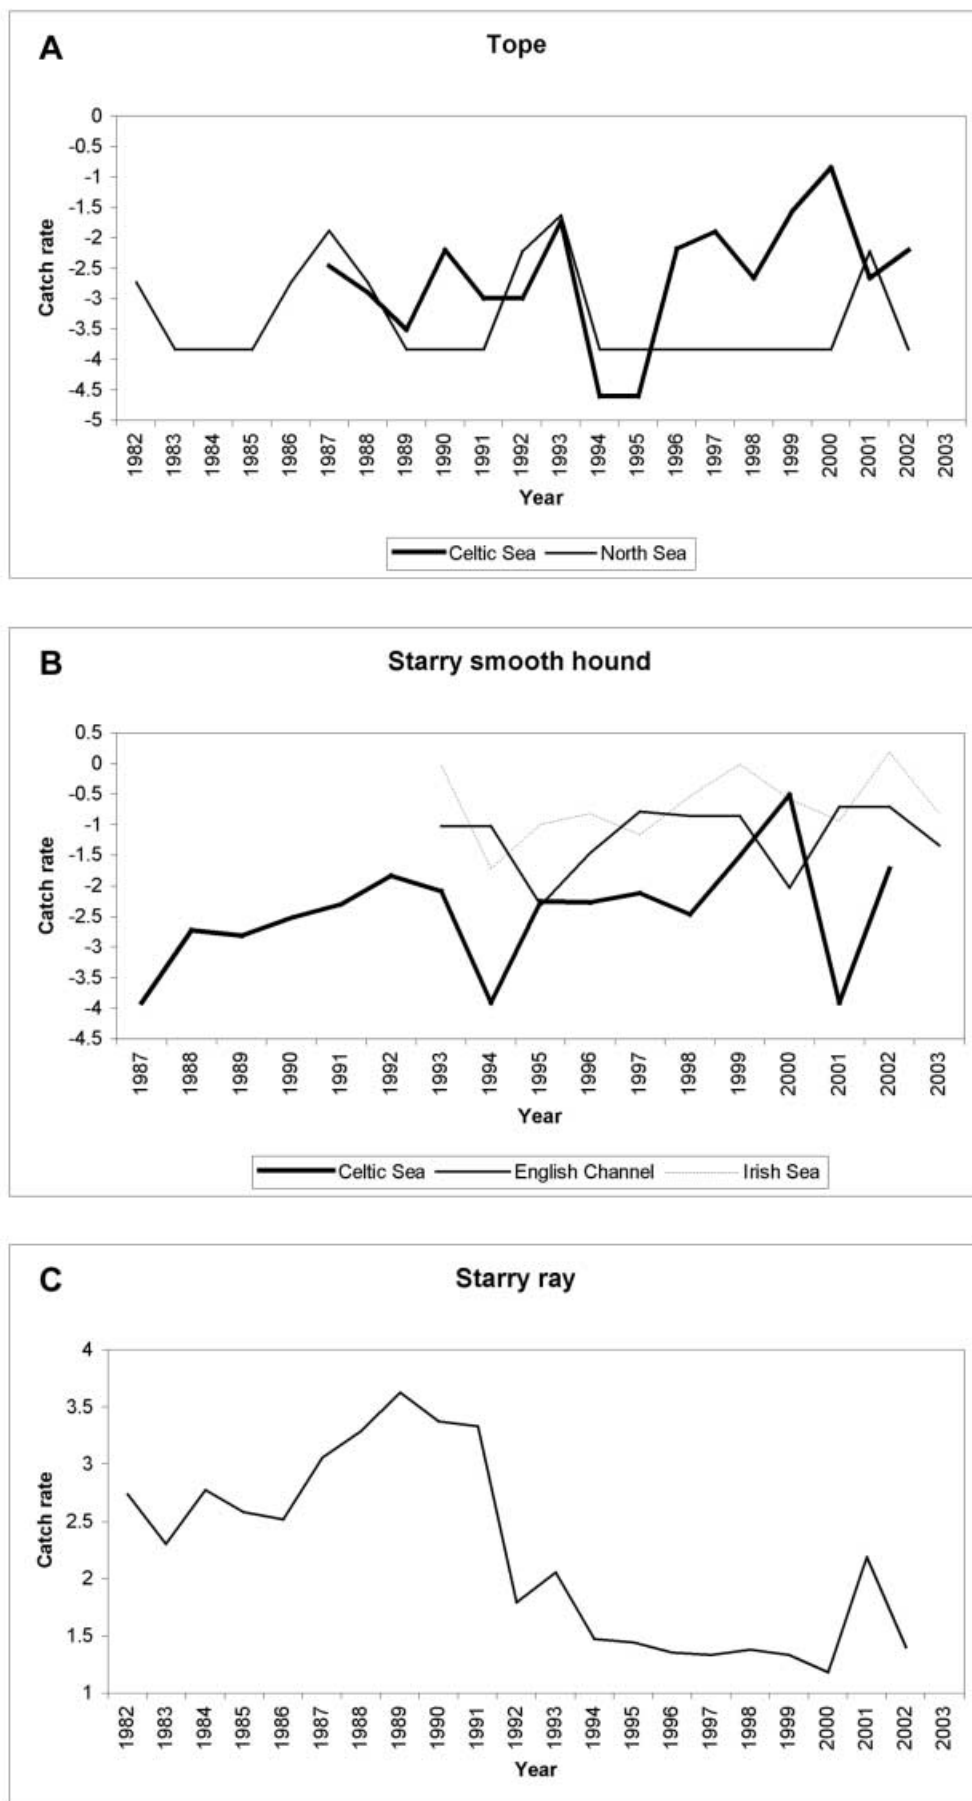 A
Tope
0
-0.5
-1
-1.5
-2
-2.5
-3
-3.5
-4
-4.5
-5
Catch rate
1982 1983 1984 1985 1986 1987 1988 1989 1990 1991 1992 1993 1994 1995 1996 1997 1998 1999 2000 2001 2002 2003
Year
Celtic Sea North Sea
B
Starry smooth hound
0.5
0
-0.5
-1
-1.5
-2
-2.5
-3
-3.5
-4
-4.5
Catch rate
1987 1988 1989 1990 1991 1992 1993 1994 1995 1996 1997 1998 1999 2000 2001 2002 2003
Year
Celtic Sea English Channel Irish Sea
C
Starry ray
4
3.5
3
2.5
2
1.5
1
Catch rate
1982 1983 1984 1985 1986 1987 1988 1989 1990 1991 1992 1993 1994 1995 1996 1997 1998 1999 2000 2001 2002 2003
Year